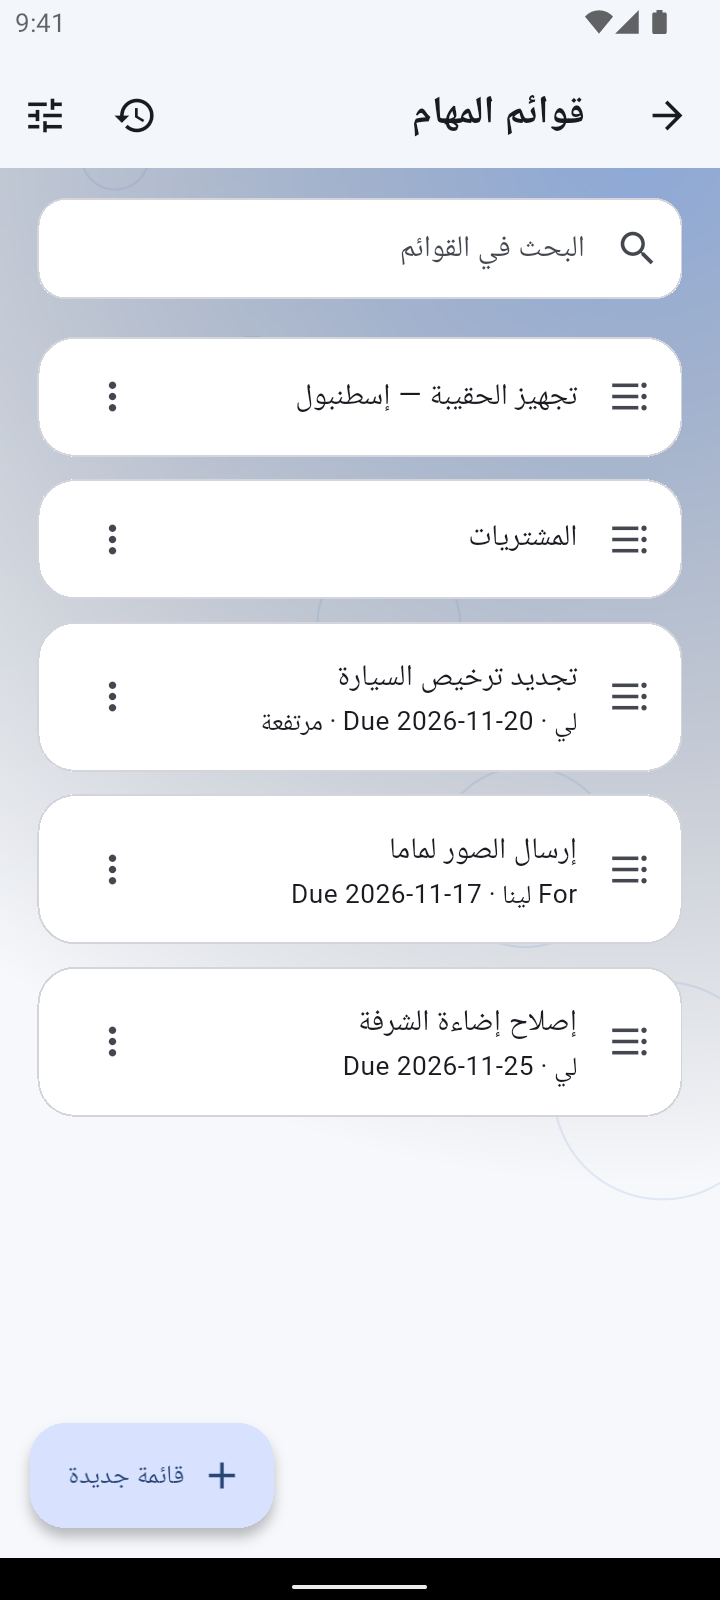 9:41
قوائم المهام
البحث في القوائم
تجهيز الحقيبة — إسطنبول
المشتريات
تجديد ترخيص السيارة
لي · Due 2026-11-20 · مرتفعة
إرسال الصور لماما
For لينا · Due 2026-11-17
إصلاح إضاءة الشرفة
لي · Due 2026-11-25
قائمة جديدة